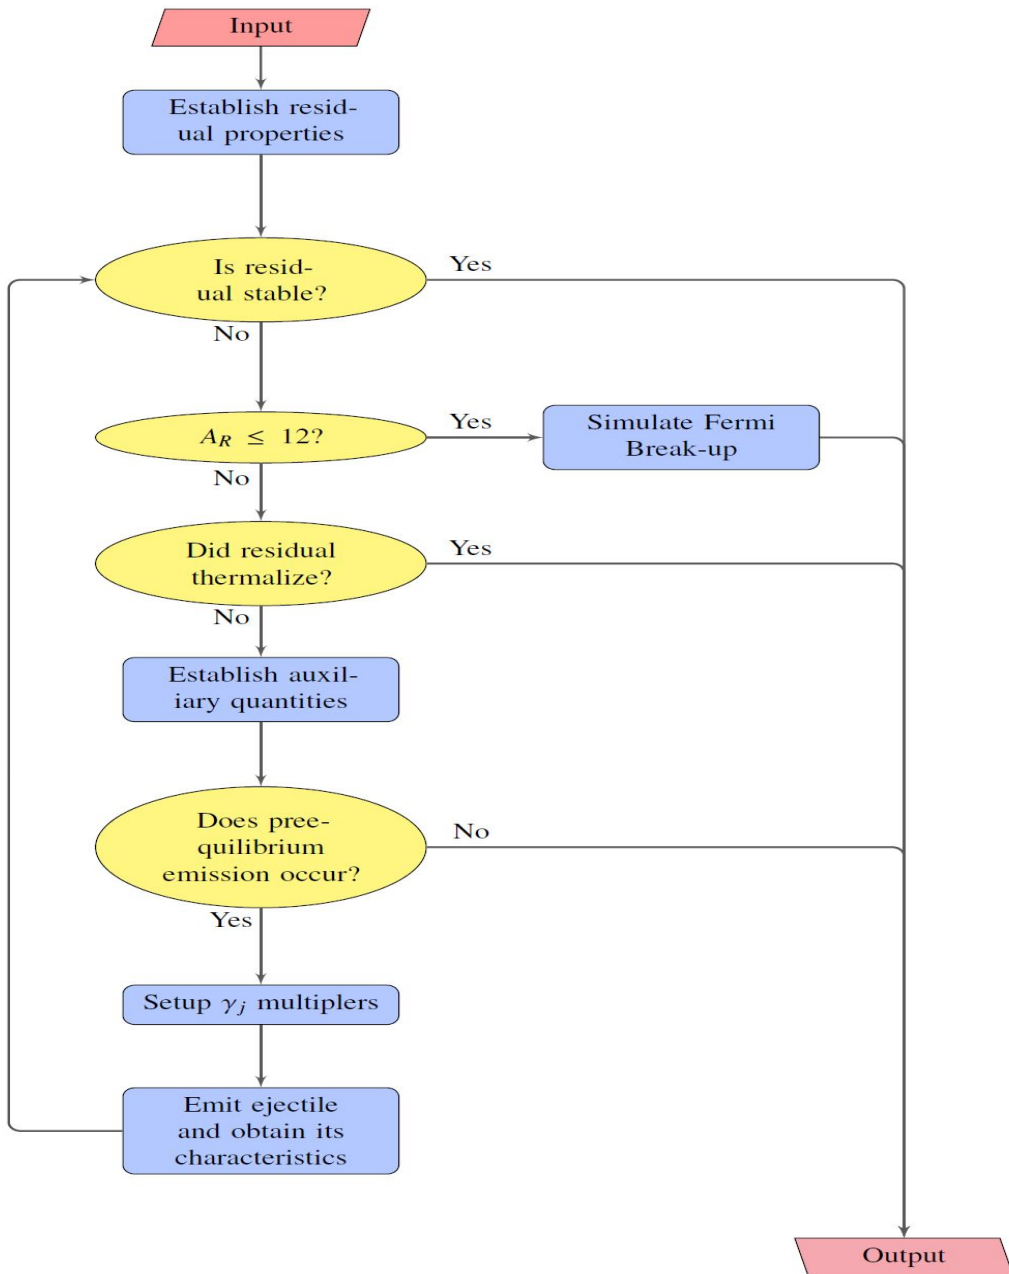 Input
Establish resid-
ual properties
Is resid-
ual stable?
Yes
No
A_R ≤ 12?
Yes
Simulate Fermi
Break-up
No
Did residual
thermalize?
Yes
No
Establish auxil-
iary quantities
Does pree-
quilibrium
emission occur?
No
Yes
Setup γ_j multiplers
Emit ejectile
and obtain its
characteristics
Output